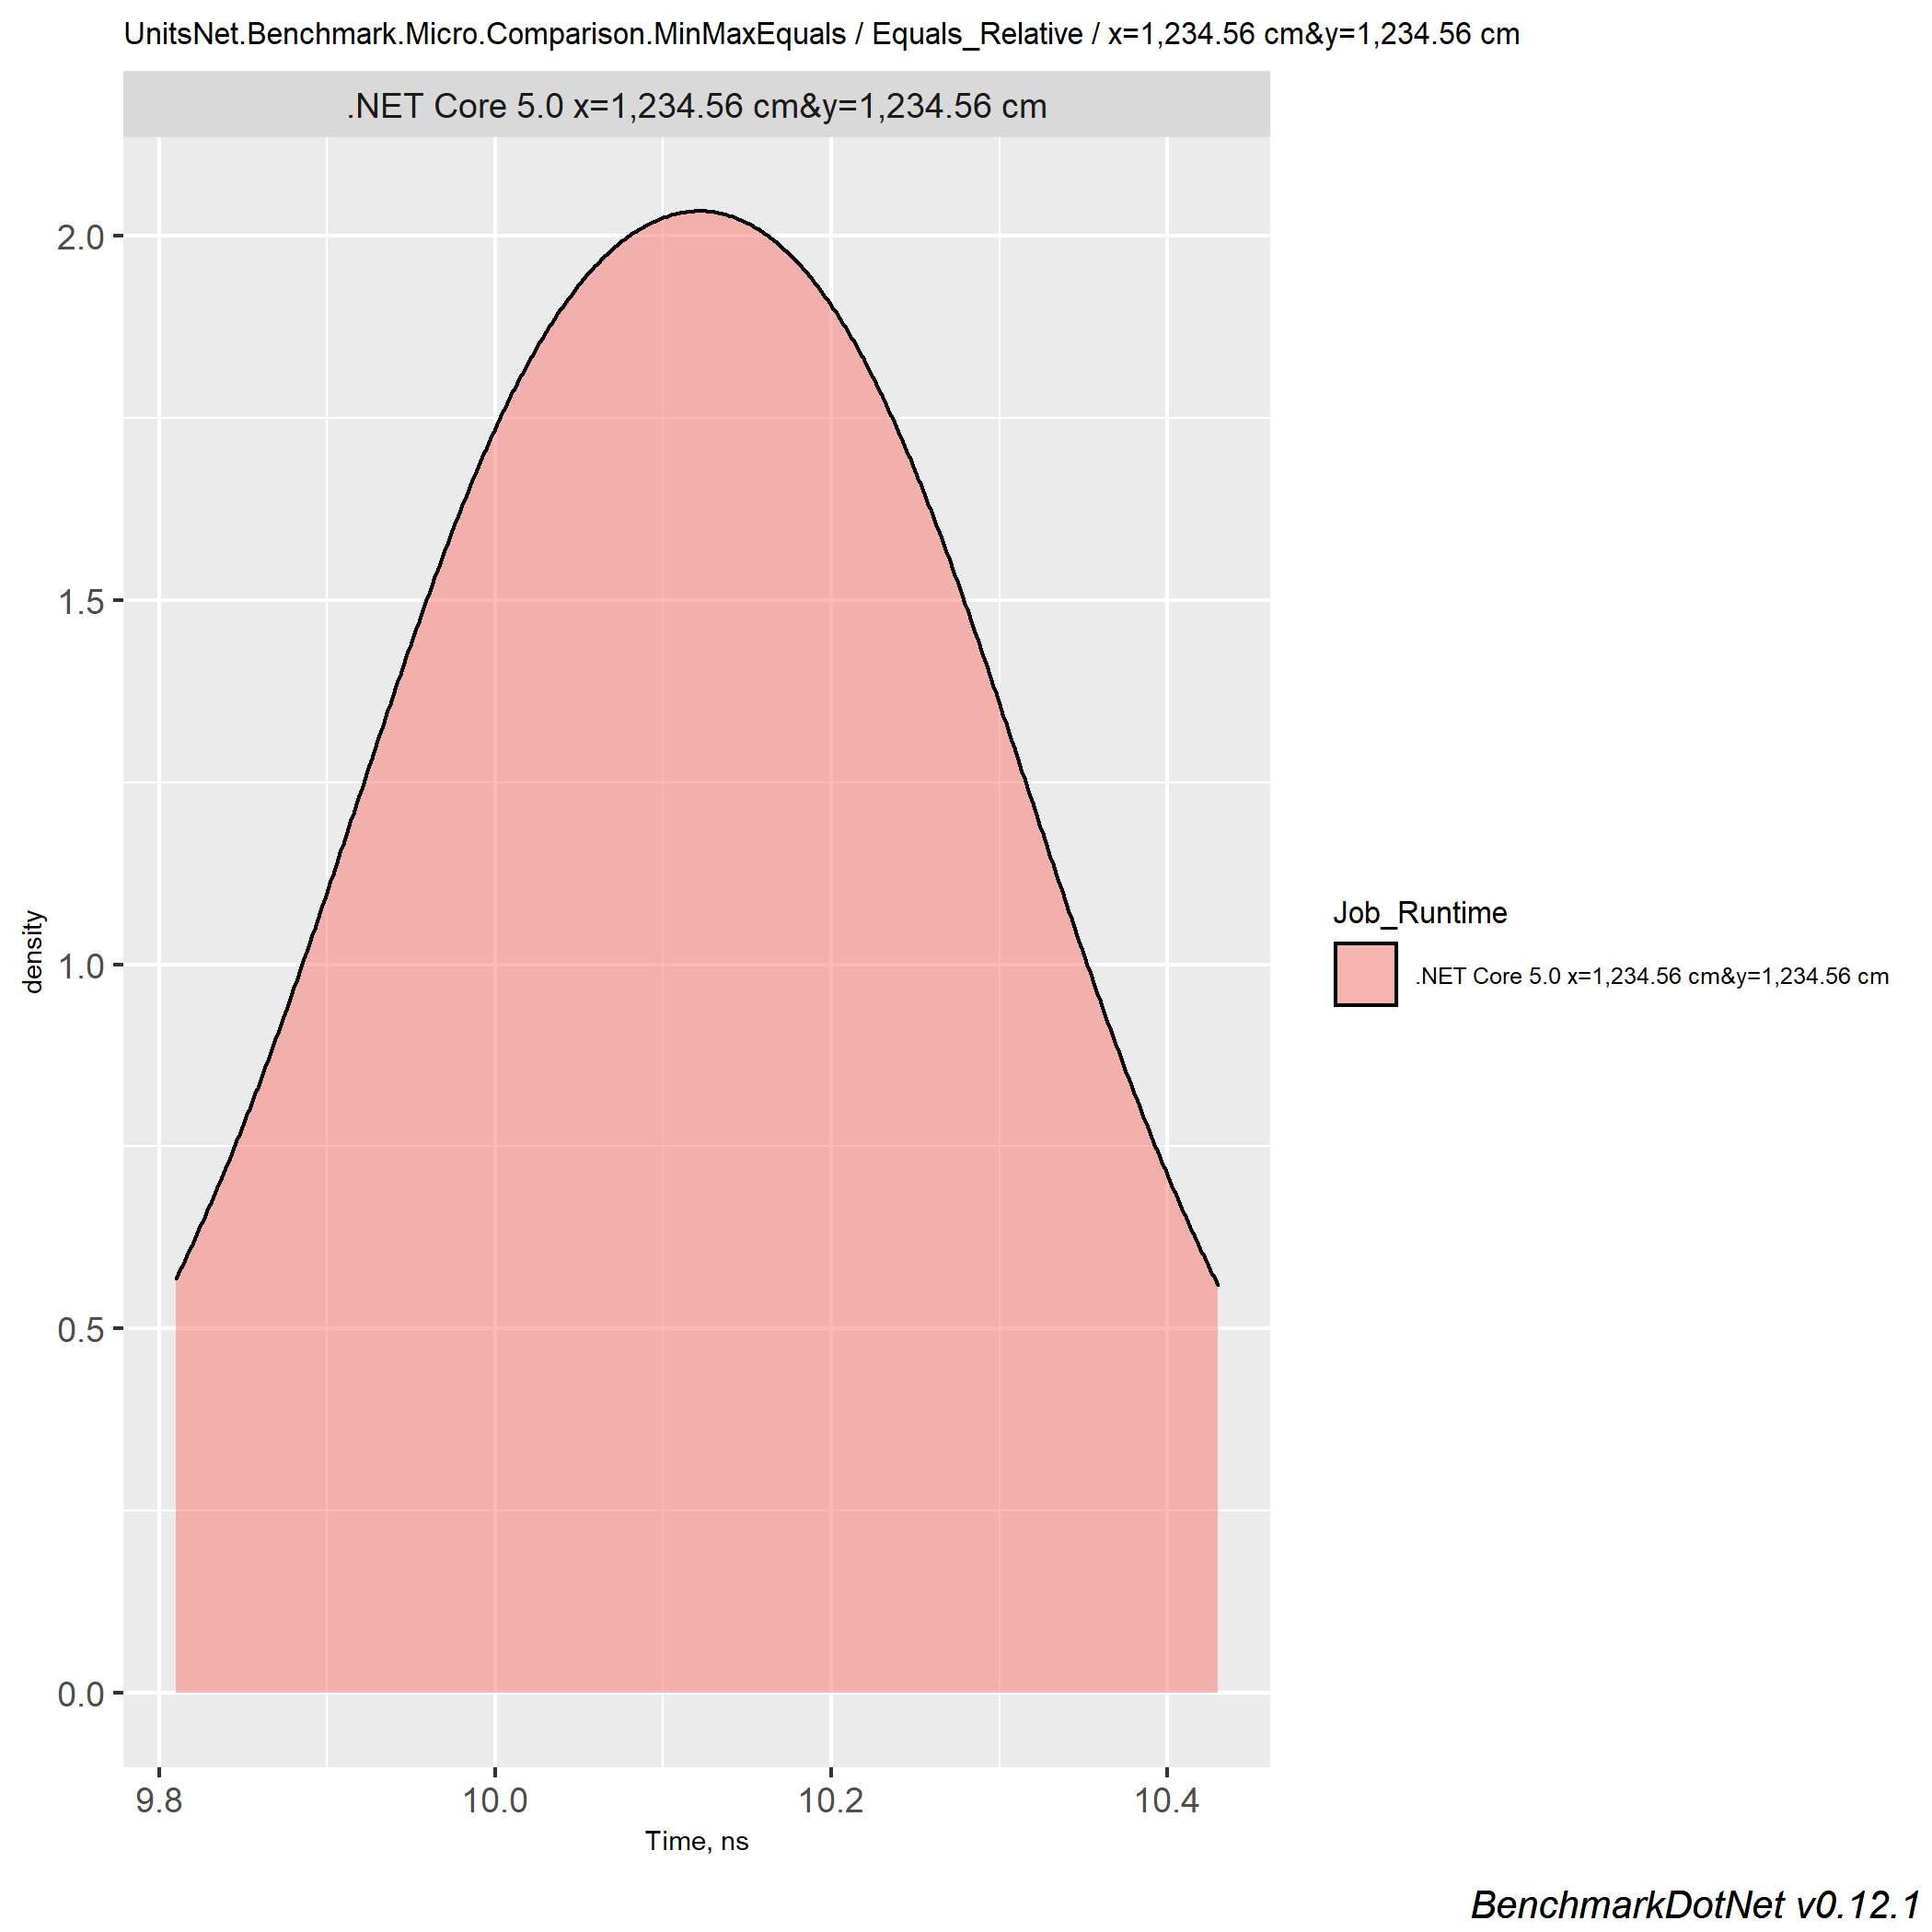 UnitsNet.Benchmark.Micro.Comparison.MinMaxEquals / Equals_Relative / x=1,234.56 cm&y=1,234.56 cm
.NET Core 5.0 x=1,234.56 cm&y=1,234.56 cm
2.0
1.5
1.0
0.5
0.0
density
9.8 10.0 10.2 10.4
Time, ns
Job_Runtime
.NET Core 5.0 x=1,234.56 cm&y=1,234.56 cm
BenchmarkDotNet v0.12.1